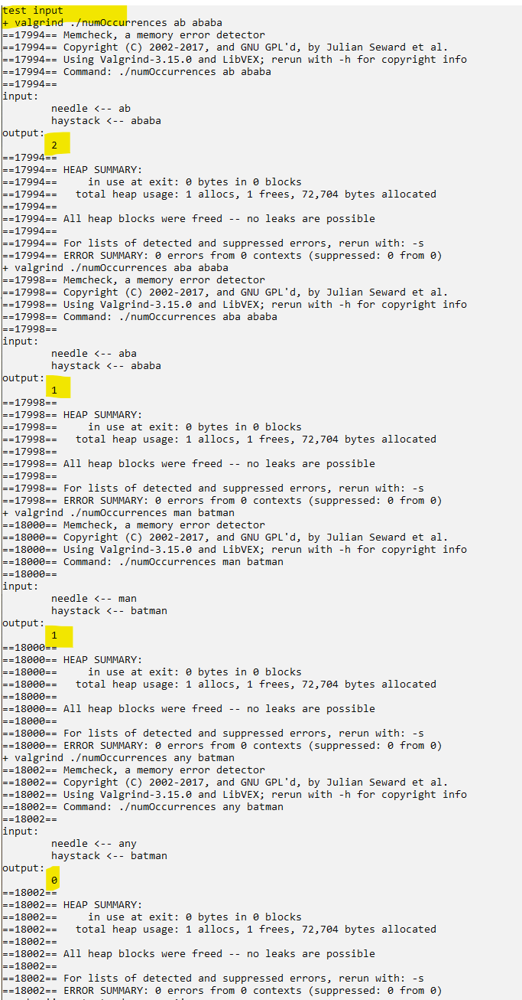 test input
+ valgrind ./numOccurrences ab ababa
==17994== Memcheck, a memory error detector
==17994== Copyright (C) 2002-2017, and GNU GPL'd, by Julian Seward et al.
==17994== Using Valgrind-3.15.0 and LibVEX; rerun with -h for copyright info
==17994== Command: ./numOccurrences ab ababa
==17994==
input:
        needle <-- ab
        haystack <-- ababa
output:
        2
==17994==
==17994== HEAP SUMMARY:
==17994==     in use at exit: 0 bytes in 0 blocks
==17994==   total heap usage: 1 allocs, 1 frees, 72,704 bytes allocated
==17994==
==17994== All heap blocks were freed -- no leaks are possible
==17994==
==17994== For lists of detected and suppressed errors, rerun with: -s
==17994== ERROR SUMMARY: 0 errors from 0 contexts (suppressed: 0 from 0)
+ valgrind ./numOccurrences aba ababa
==17998== Memcheck, a memory error detector
==17998== Copyright (C) 2002-2017, and GNU GPL'd, by Julian Seward et al.
==17998== Using Valgrind-3.15.0 and LibVEX; rerun with -h for copyright info
==17998== Command: ./numOccurrences aba ababa
==17998==
input:
        needle <-- aba
        haystack <-- ababa
output:
        1
==17998==
==17998== HEAP SUMMARY:
==17998==     in use at exit: 0 bytes in 0 blocks
==17998==   total heap usage: 1 allocs, 1 frees, 72,704 bytes allocated
==17998==
==17998== All heap blocks were freed -- no leaks are possible
==17998==
==17998== For lists of detected and suppressed errors, rerun with: -s
==17998== ERROR SUMMARY: 0 errors from 0 contexts (suppressed: 0 from 0)
+ valgrind ./numOccurrences man batman
==18000== Memcheck, a memory error detector
==18000== Copyright (C) 2002-2017, and GNU GPL'd, by Julian Seward et al.
==18000== Using Valgrind-3.15.0 and LibVEX; rerun with -h for copyright info
==18000== Command: ./numOccurrences man batman
==18000==
input:
        needle <-- man
        haystack <-- batman
output:
        1
==18000==
==18000== HEAP SUMMARY:
==18000==     in use at exit: 0 bytes in 0 blocks
==18000==   total heap usage: 1 allocs, 1 frees, 72,704 bytes allocated
==18000==
==18000== All heap blocks were freed -- no leaks are possible
==18000==
==18000== For lists of detected and suppressed errors, rerun with: -s
==18000== ERROR SUMMARY: 0 errors from 0 contexts (suppressed: 0 from 0)
+ valgrind ./numOccurrences any batman
==18002== Memcheck, a memory error detector
==18002== Copyright (C) 2002-2017, and GNU GPL'd, by Julian Seward et al.
==18002== Using Valgrind-3.15.0 and LibVEX; rerun with -h for copyright info
==18002== Command: ./numOccurrences any batman
==18002==
input:
        needle <-- any
        haystack <-- batman
output:
        0
==18002==
==18002== HEAP SUMMARY:
==18002==     in use at exit: 0 bytes in 0 blocks
==18002==   total heap usage: 1 allocs, 1 frees, 72,704 bytes allocated
==18002==
==18002== All heap blocks were freed -- no leaks are possible
==18002==
==18002== For lists of detected and suppressed errors, rerun with: -s
==18002== ERROR SUMMARY: 0 errors from 0 contexts (suppressed: 0 from 0)